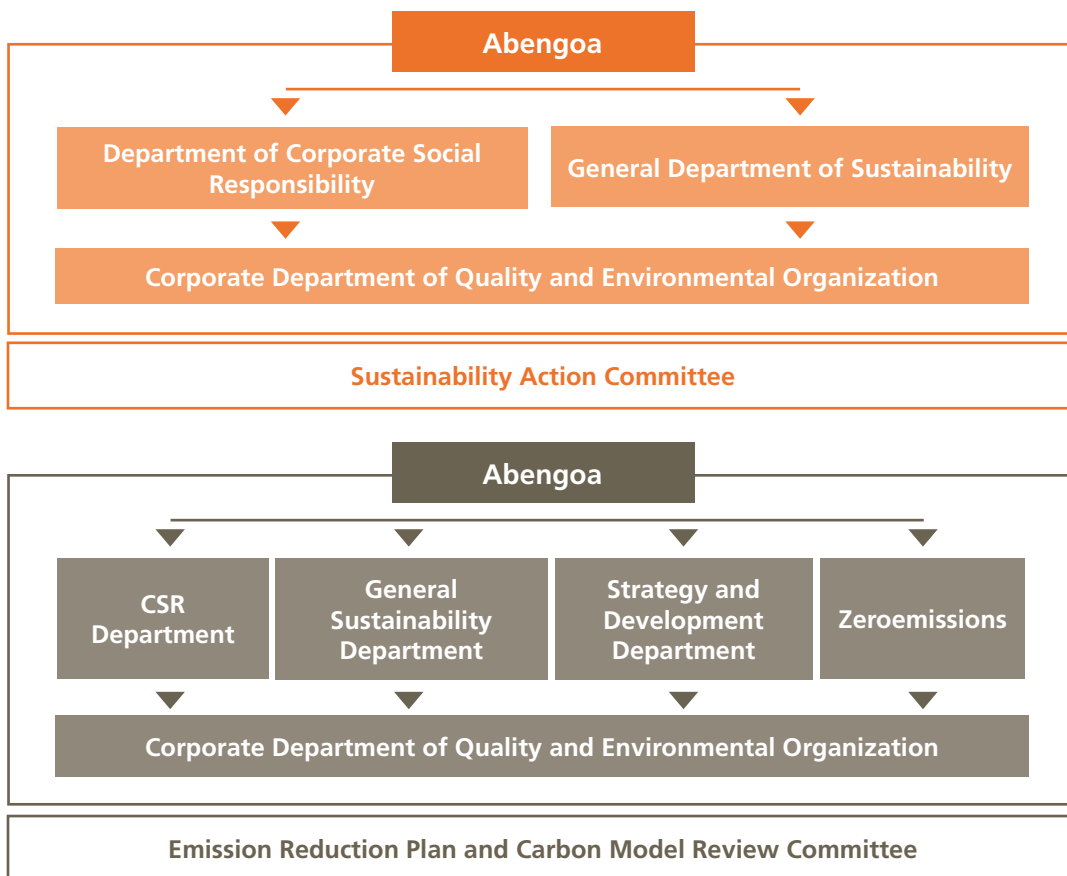 Abengoa
Department of Corporate Social
Responsibility
General Department of Sustainability
Corporate Department of Quality and Environmental Organization
Sustainability Action Committee
Abengoa
CSR
Department
General
Sustainability
Department
Strategy and
Development
Department
Zeroemissions
Corporate Department of Quality and Environmental Organization
Emission Reduction Plan and Carbon Model Review Committee